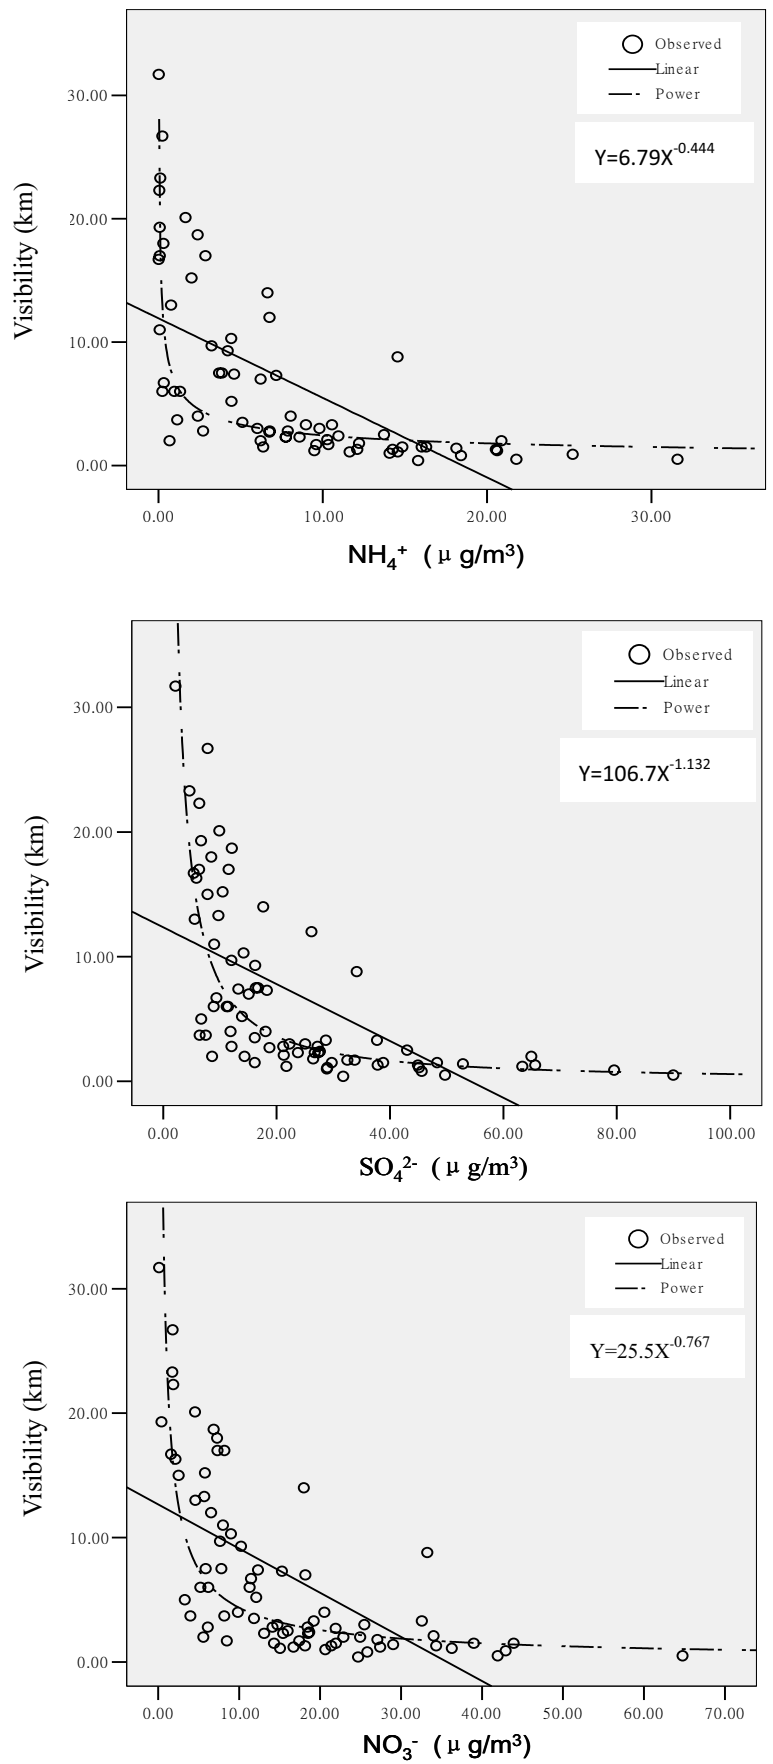 Observed
Linear
Power
Y=6.79X^-0.444
30.00
20.00
10.00
0.00
Visibility (km)
0.00 10.00 20.00 30.00
NH₄⁺ (μ g/m³)
Observed
Linear
Power
Y=106.7X^-1.132
30.00
20.00
10.00
0.00
Visibility (km)
0.00 20.00 40.00 60.00 80.00 100.00
SO₄²⁻ (μ g/m³)
Observed
Linear
Power
Y=25.5X^-0.767
30.00
20.00
10.00
0.00
Visibility (km)
0.00 10.00 20.00 30.00 40.00 50.00 60.00 70.00
NO₃⁻ (μ g/m³)